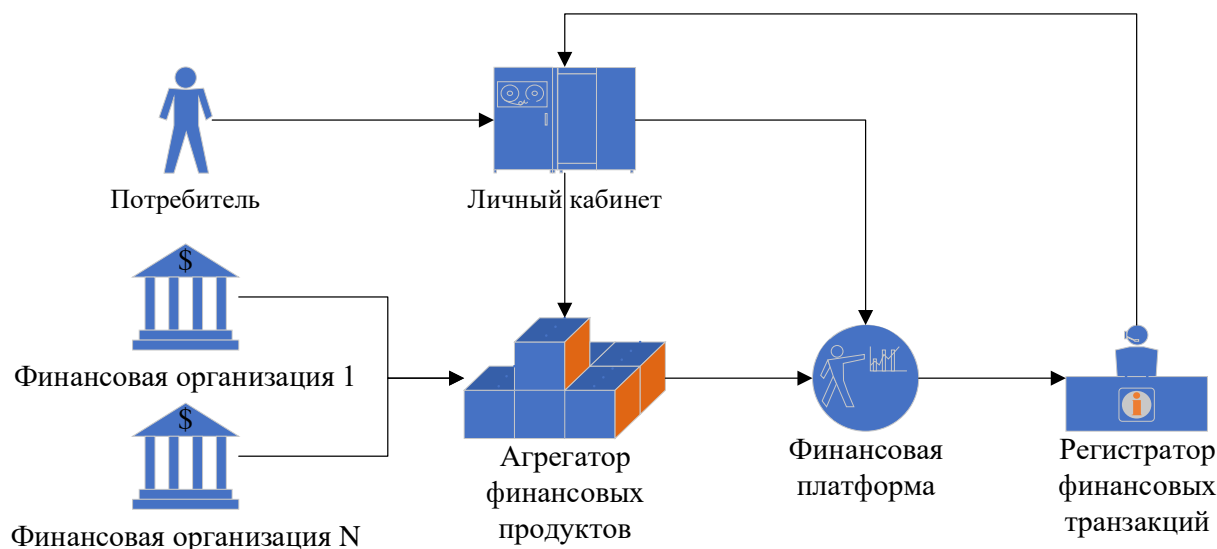 Потребитель
Личный кабинет
$
Финансовая организация 1
$
Финансовая организация N
Агрегатор
финансовых
продуктов
Финансовая
платформа
Регистратор
финансовых
транзакций